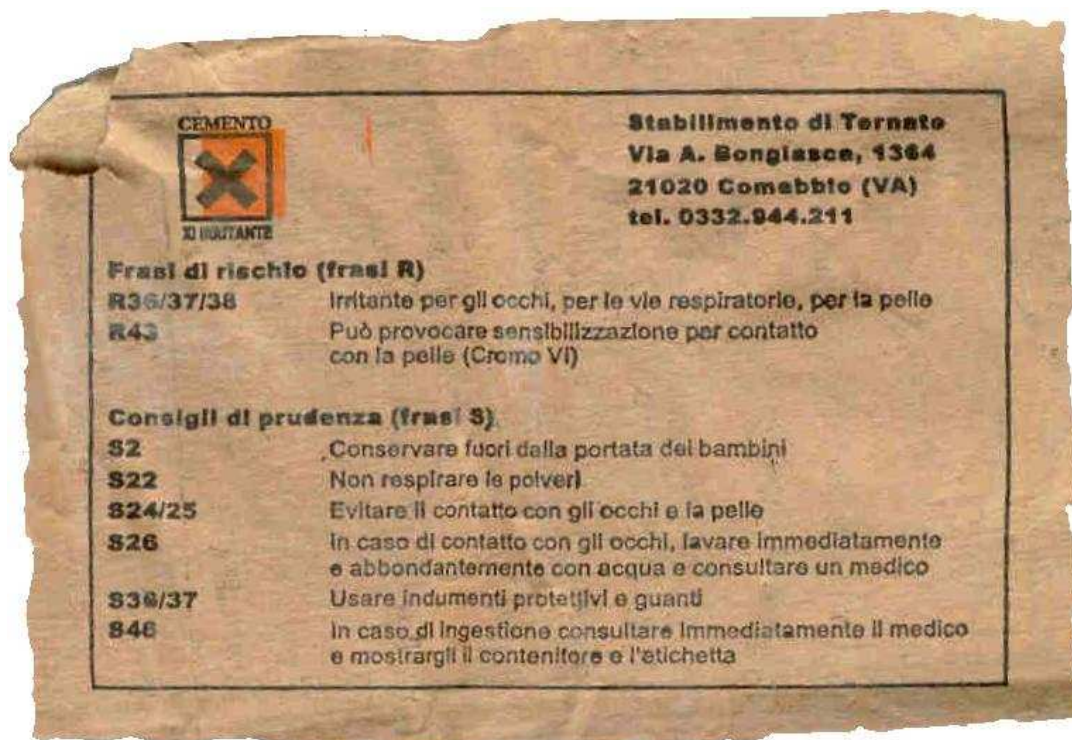 CEMENTO
Xi IRRITANTE
Stabilimento di Ternate
Via A. Bongiasca, 1364
21020 Comabbio (VA)
tel. 0332.944.211
Frasi di rischio (frasi R)
R36/37/38 Irritante per gli occhi, per le vie respiratorie, per la pelle
R43 Può provocare sensibilizzazione per contatto
con la pelle (Cromo VI)
Consigli di prudenza (frasi S)
S2 Conservare fuori dalla portata dei bambini
S22 Non respirare le polveri
S24/25 Evitare il contatto con gli occhi e la pelle
S26 In caso di contatto con gli occhi, lavare immediatamente
e abbondantemente con acqua e consultare un medico
S36/37 Usare indumenti protettivi e guanti
S46 In caso di ingestione consultare immediatamente il medico
e mostrargli il contenitore e l'etichetta